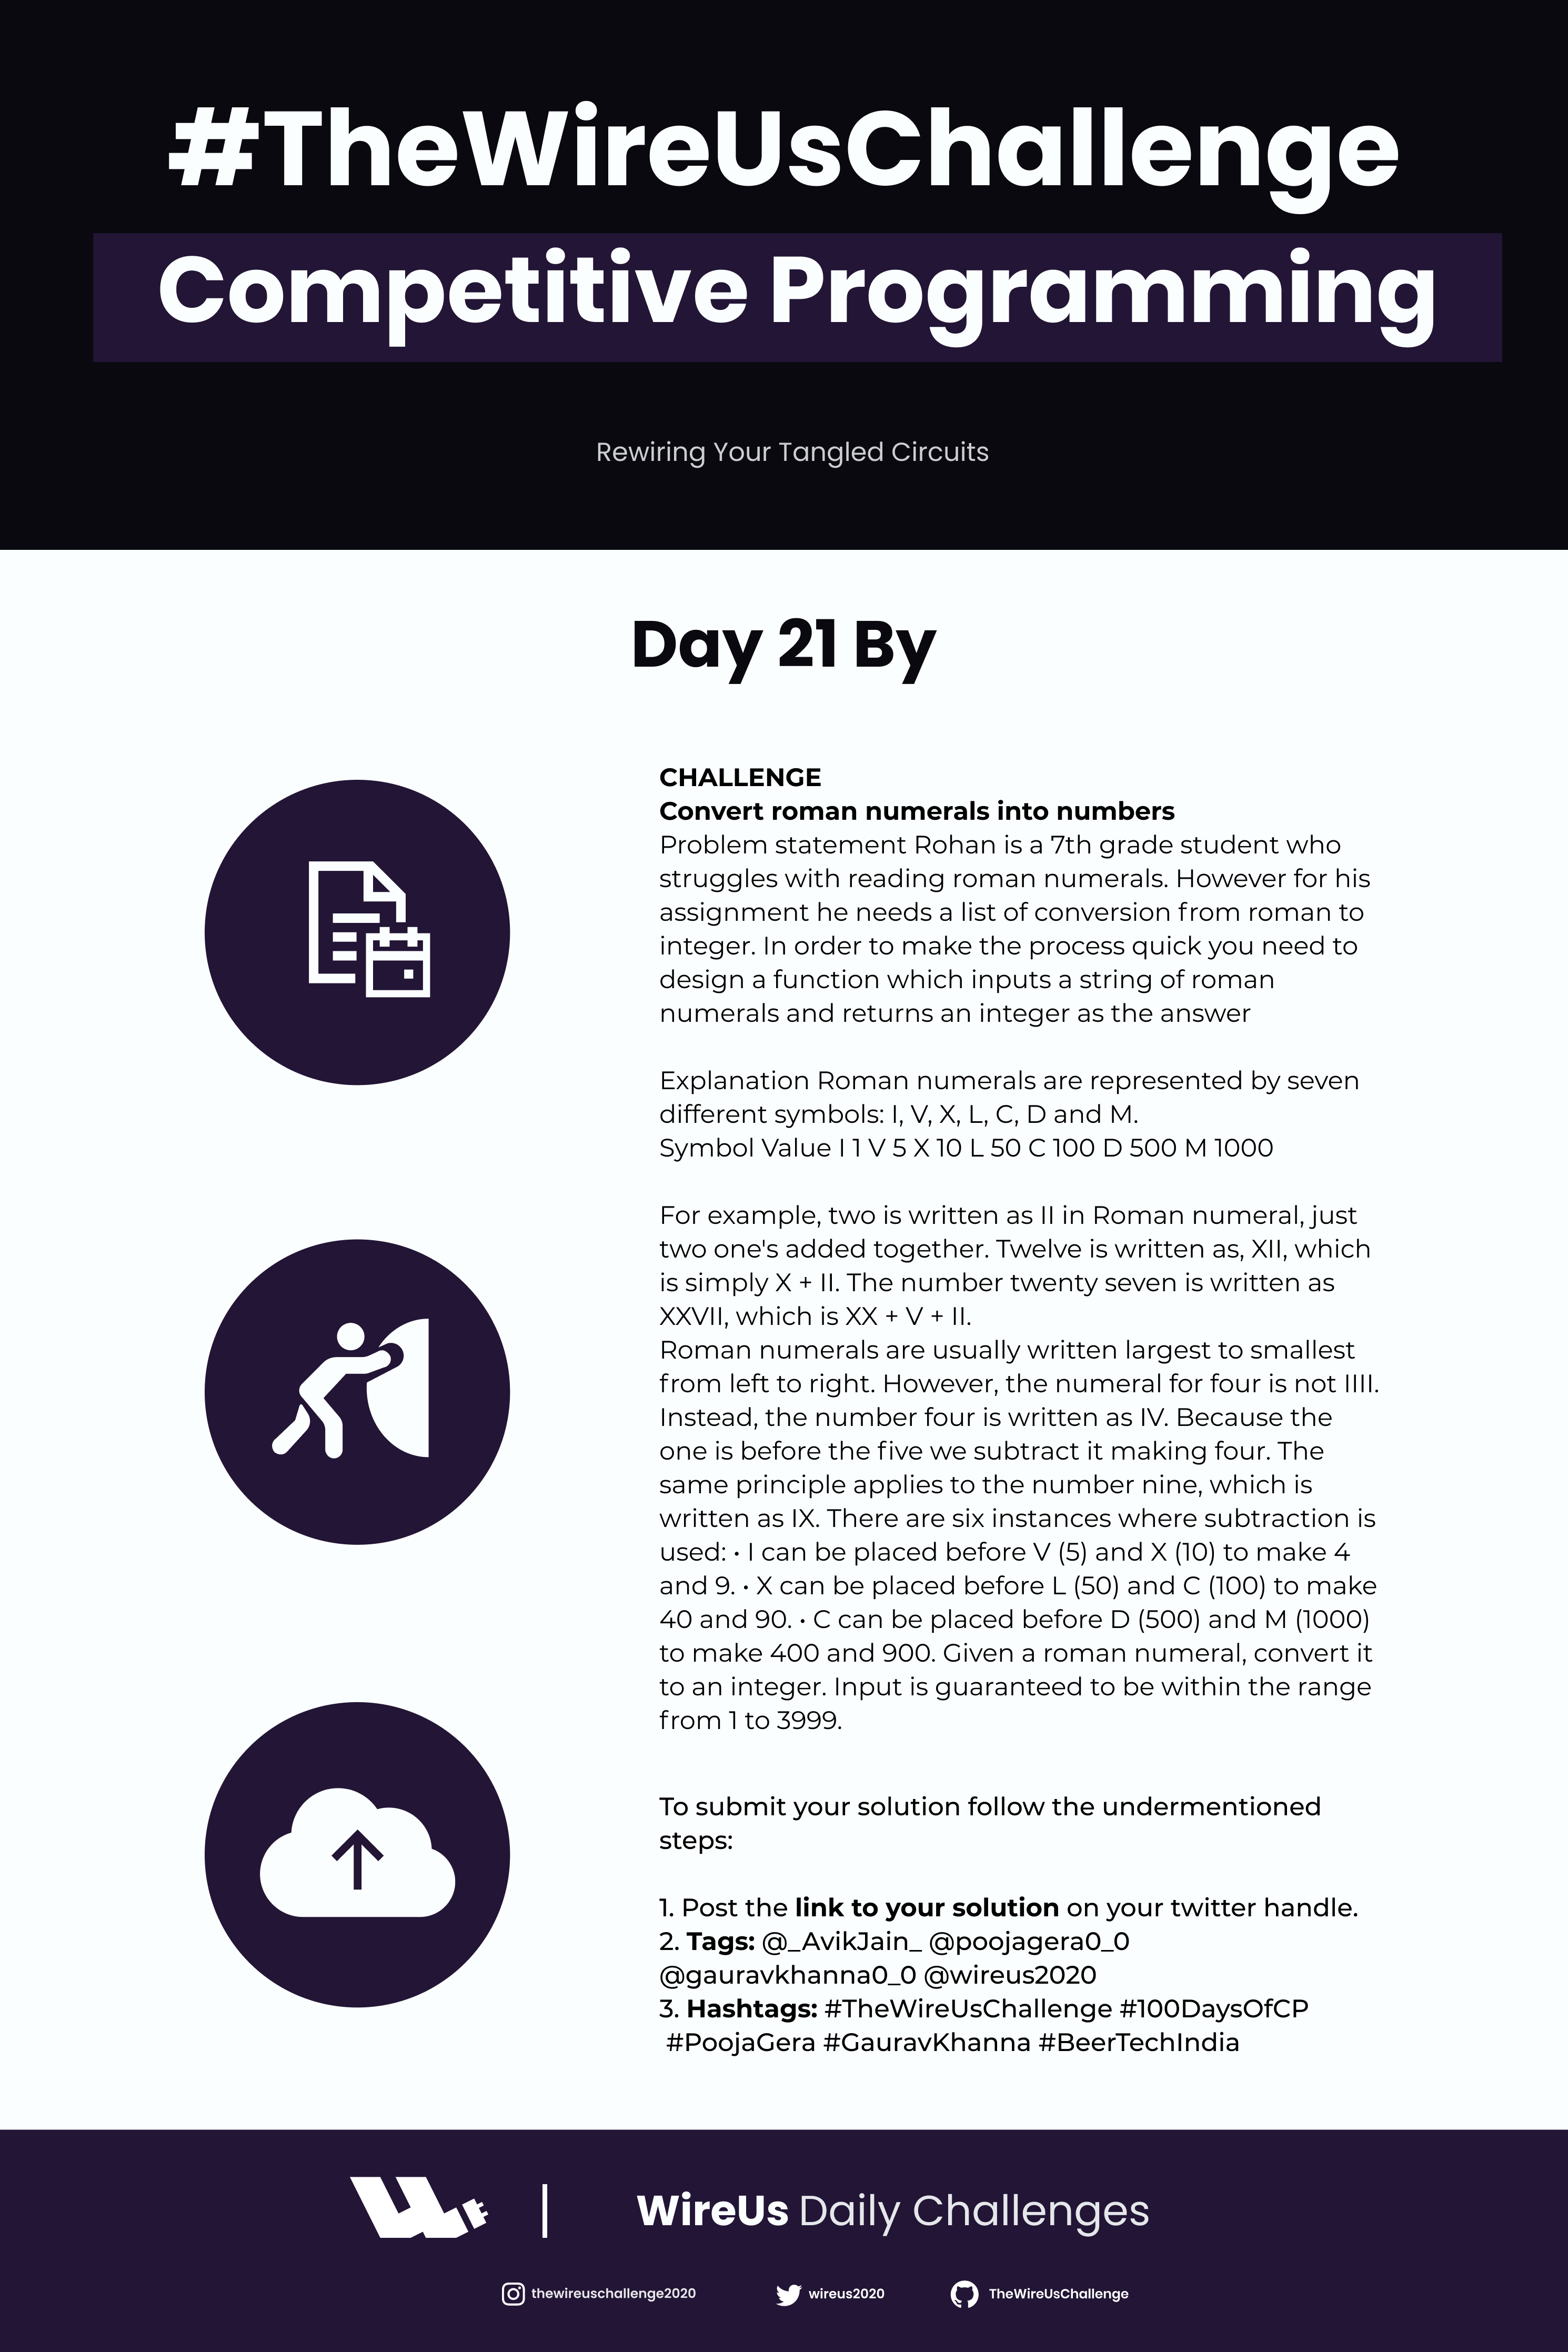 #TheWireUsChallenge
Competitive Programming
Rewiring Your Tangled Circuits
Day 21 By
CHALLENGE
Convert roman numerals into numbers
Problem statement Rohan is a 7th grade student who
struggles with reading roman numerals. However for his
assignment he needs a list of conversion from roman to
integer. In order to make the process quick you need to
design a function which inputs a string of roman
numerals and returns an integer as the answer
Explanation Roman numerals are represented by seven
different symbols: I, V, X, L, C, D and M.
Symbol Value I 1 V 5 X 10 L 50 C 100 D 500 M 1000
For example, two is written as II in Roman numeral, just
two one's added together. Twelve is written as, XII, which
is simply X + II. The number twenty seven is written as
XXVII, which is XX + V + II.
Roman numerals are usually written largest to smallest
from left to right. However, the numeral for four is not IIII.
Instead, the number four is written as IV. Because the
one is before the five we subtract it making four. The
same principle applies to the number nine, which is
written as IX. There are six instances where subtraction is
used: • I can be placed before V (5) and X (10) to make 4
and 9. • X can be placed before L (50) and C (100) to make
40 and 90. • C can be placed before D (500) and M (1000)
to make 400 and 900. Given a roman numeral, convert it
to an integer. Input is guaranteed to be within the range
from 1 to 3999.
To submit your solution follow the undermentioned
steps:
1. Post the link to your solution on your twitter handle.
2. Tags: @_AvikJain_ @poojagera0_0
@gauravkhanna0_0 @wireus2020
3. Hashtags: #TheWireUsChallenge #100DaysOfCP
#PoojaGera #GauravKhanna #BeerTechIndia
WireUs Daily Challenges
thewireuschallenge2020
wireus2020
TheWireUsChallenge